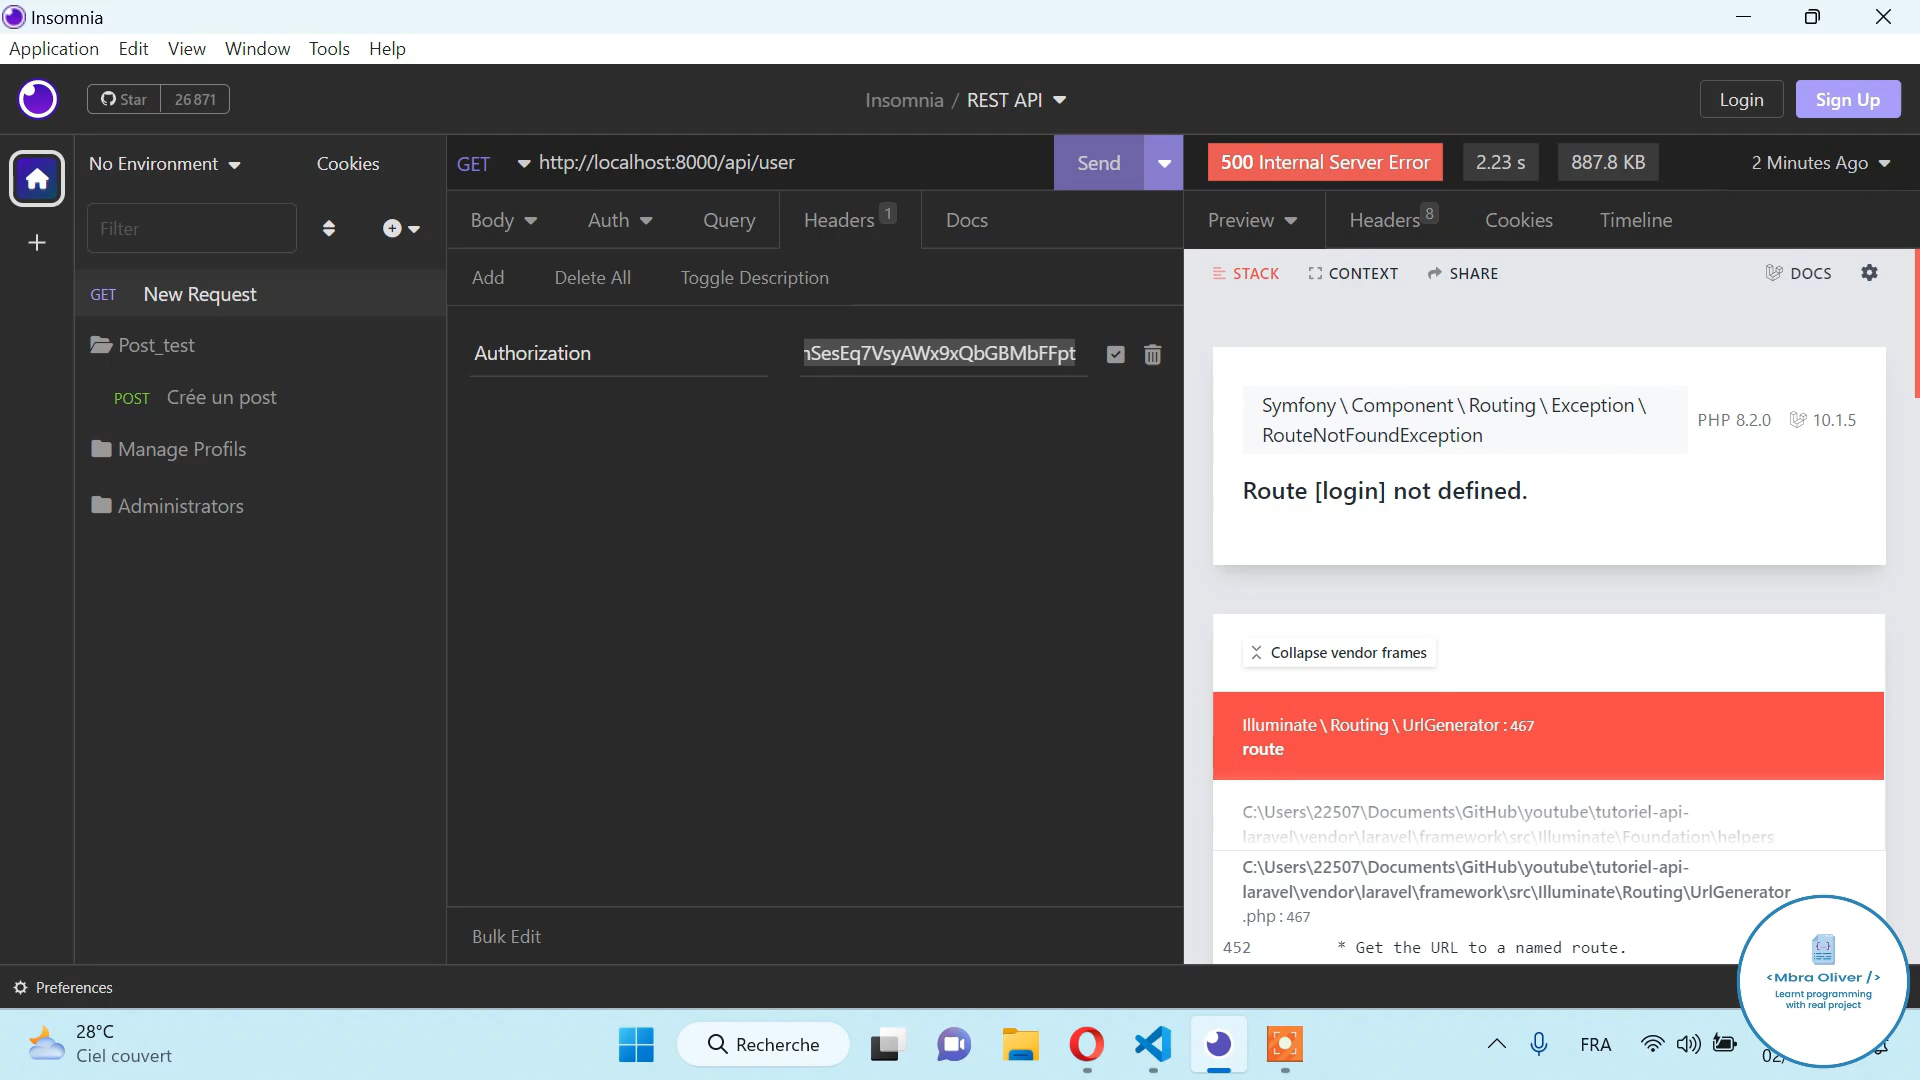 Insomnia
Application Edit View Window Tools Help
Star 26 871
Insomnia / REST API
Login Sign Up
No Environment
Cookies
GET http://localhost:8000/api/user
Send
500 Internal Server Error
2.23 s
887.8 KB
2 Minutes Ago
Filter
Body Auth Query Headers 1 Docs
Preview Headers 8 Cookies Timeline
Add Delete All Toggle Description
STACK CONTEXT SHARE DOCS
GET New Request
Post_test
POST Crée un post
Manage Profils
Administrators
Authorization
SesEq7VsyAWx9xQbGBMbFFpt
Symfony \ Component \ Routing \ Exception \
RouteNotFoundException
PHP 8.2.0 10.1.5
Route [login] not defined.
Collapse vendor frames
Illuminate \ Routing \ UrlGenerator : 467
route
C:\Users\22507\Documents\GitHub\youtube\tutoriel-api-
laravel\vendor\laravel\framework\src\Illuminate\Foundation\helpers
C:\Users\22507\Documents\GitHub\youtube\tutoriel-api-
laravel\vendor\laravel\framework\src\Illuminate\Routing\UrlGenerator
.php : 467
452 * Get the URL to a named route.
Bulk Edit
Preferences
{...}
<Mbra Oliver />
Learnt programming
with real project
28°C
Ciel couvert
Recherche
FRA
02/